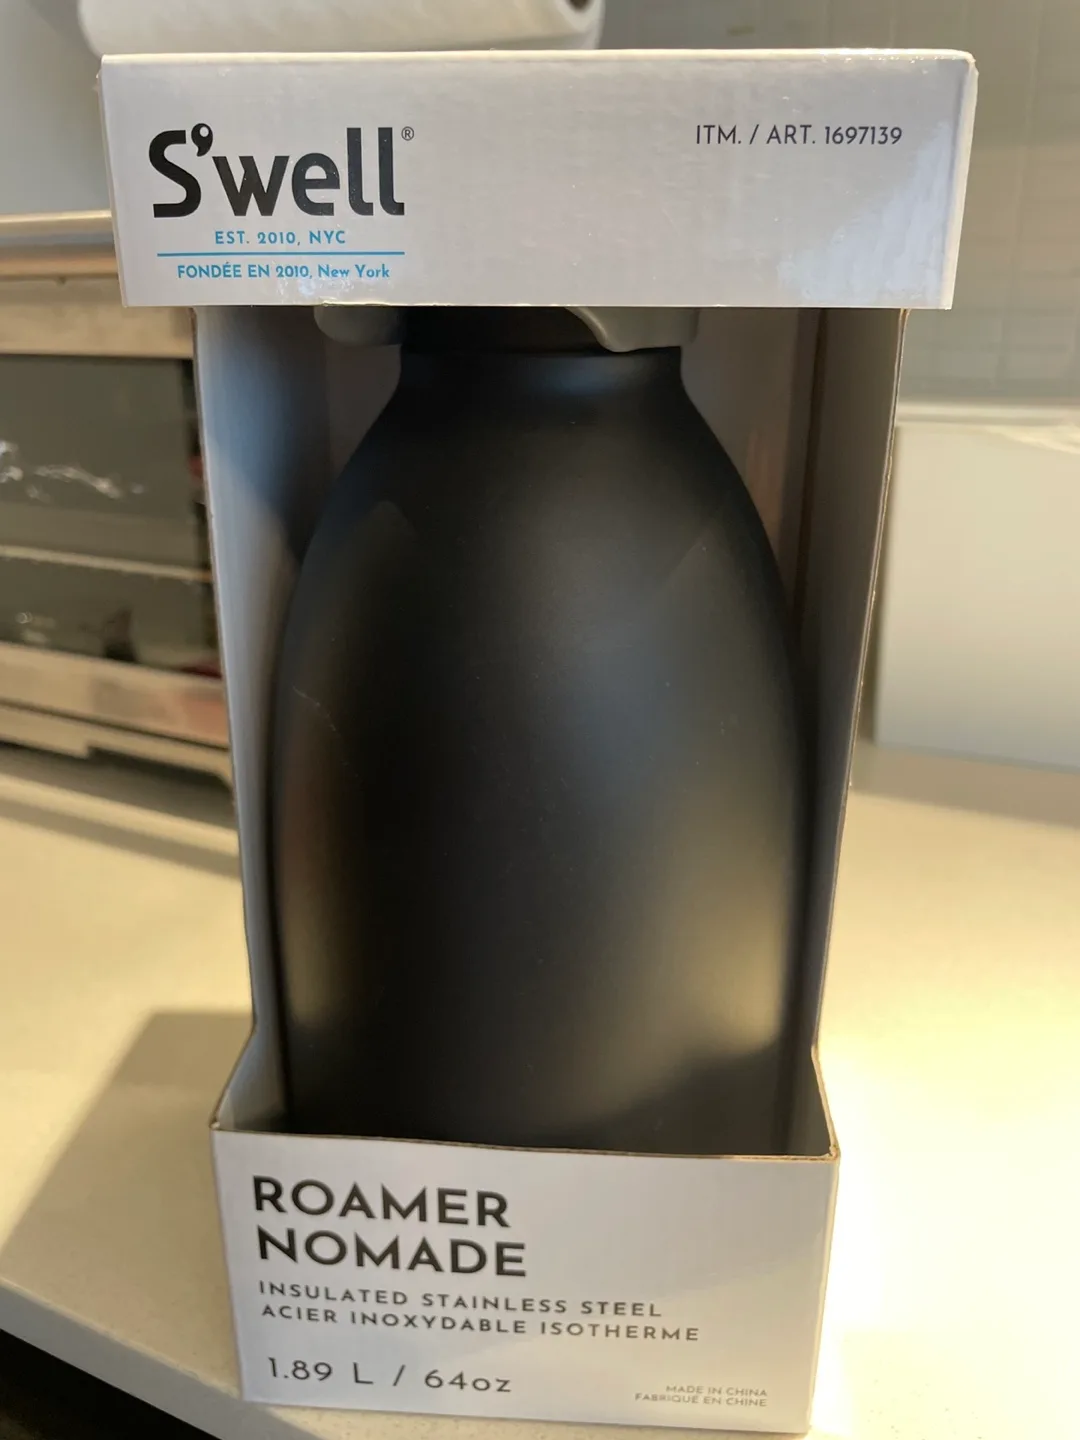 S'well®
EST. 2010, NYC
FONDÉE EN 2010, New York
ITM. / ART. 1697139
ROAMER
NOMADE
INSULATED STAINLESS STEEL
ACIER INOXYDABLE ISOTHERME
1.89 L / 64oz
MADE IN CHINA
FABRIQUÉ EN CHINE